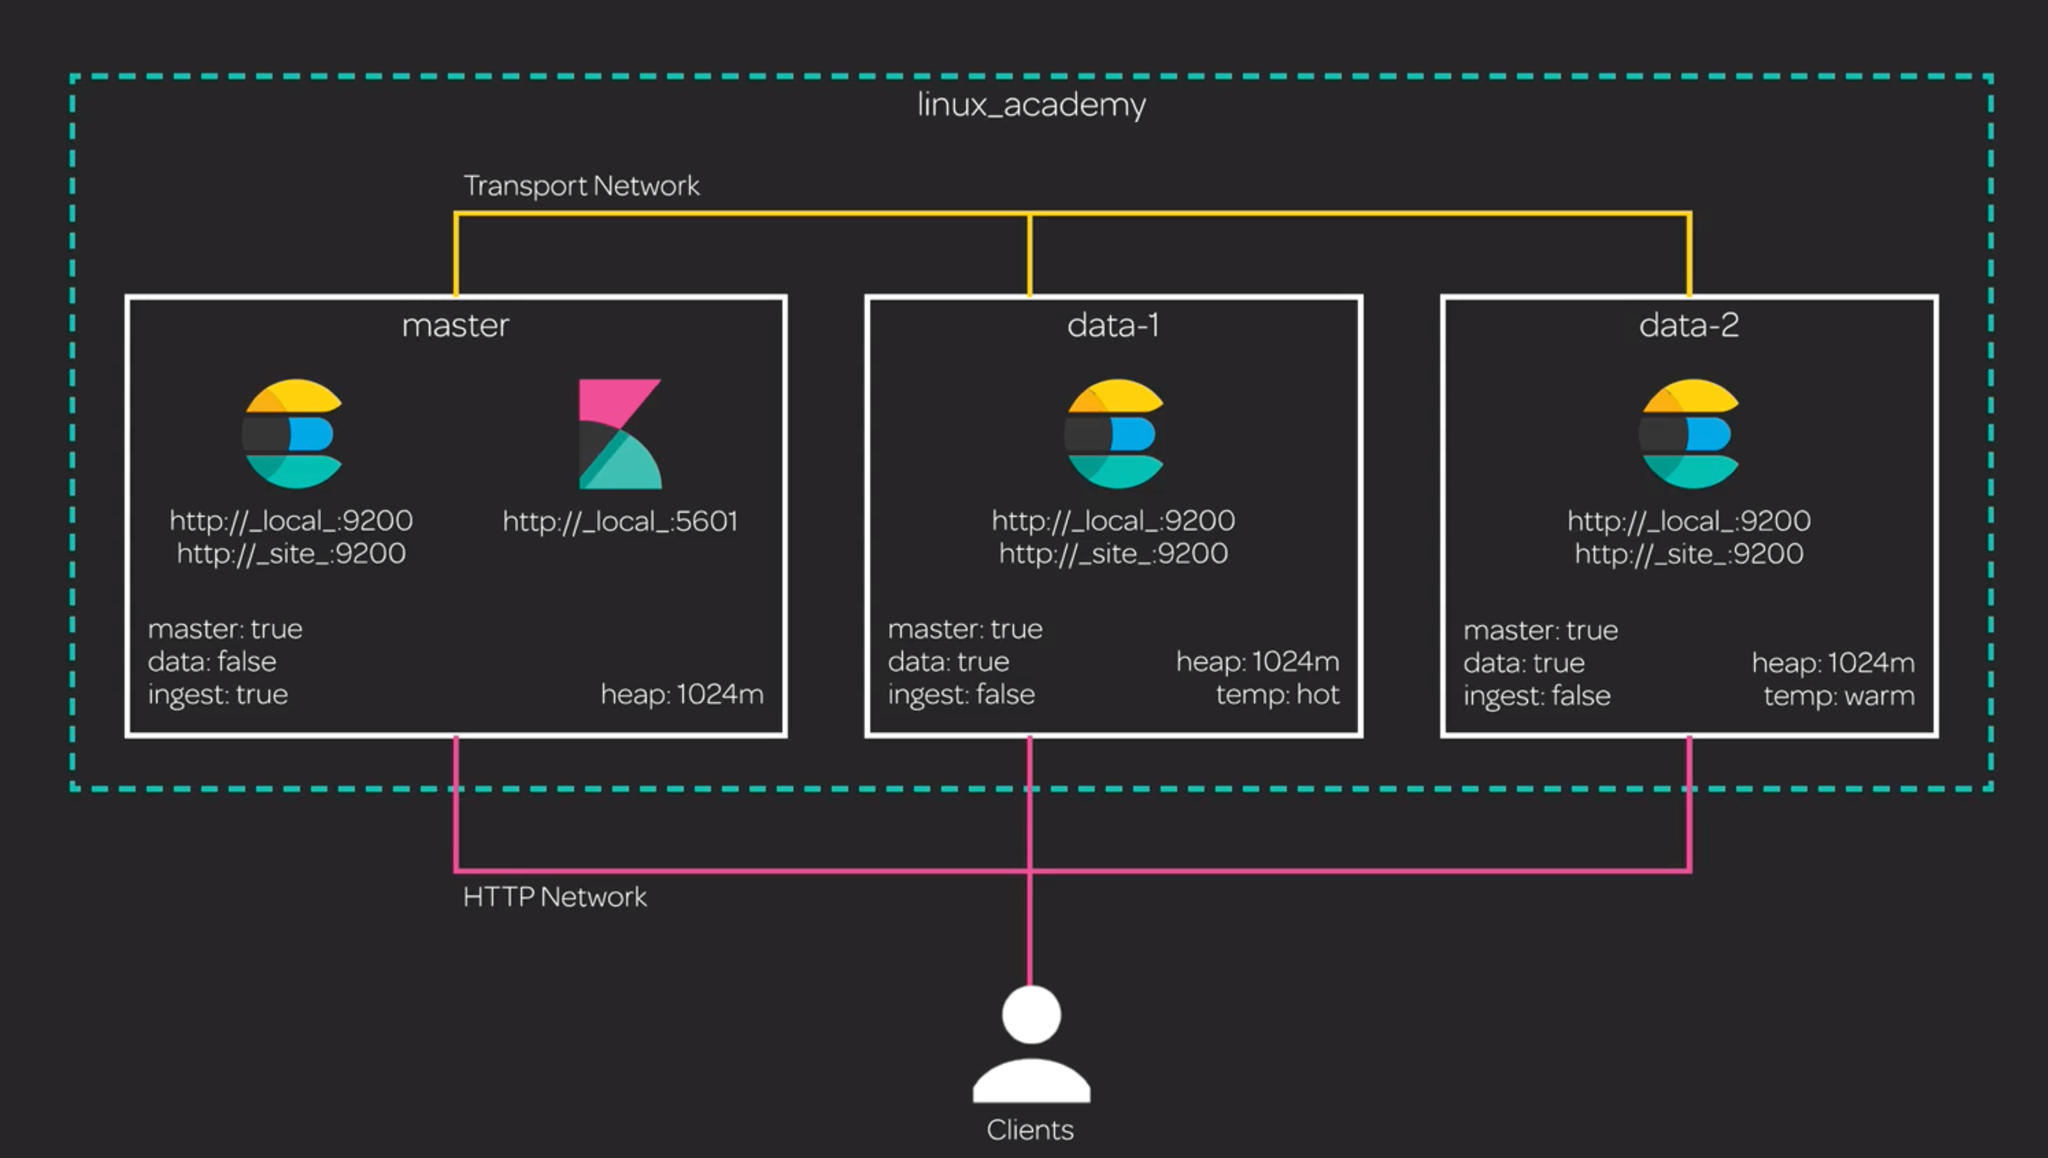 linux_academy
Transport Network
master
http://_local_:9200
http://_site_:9200
http://_local_:5601
master: true
data: false
ingest: true
heap: 1024m
data-1
http://_local_:9200
http://_site_:9200
master: true
data: true
ingest: false
heap: 1024m
temp: hot
data-2
http://_local_:9200
http://_site_:9200
master: true
data: true
ingest: false
heap: 1024m
temp: warm
HTTP Network
Clients